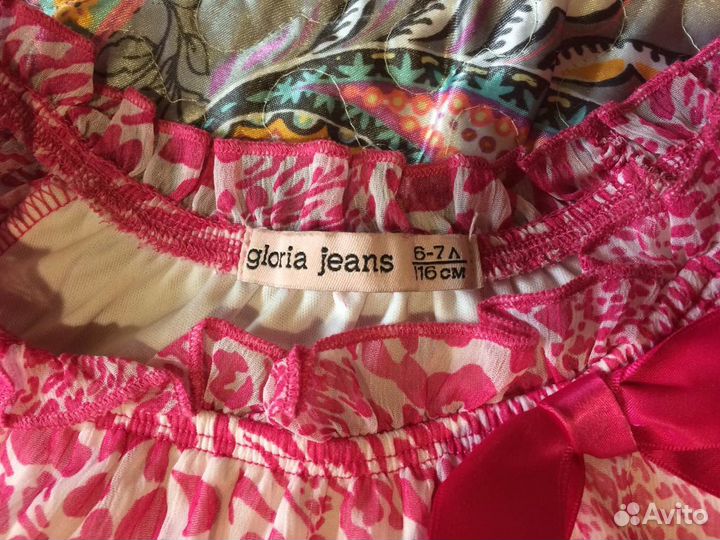 gloria jeans
6-7Л
116 СМ
Avito